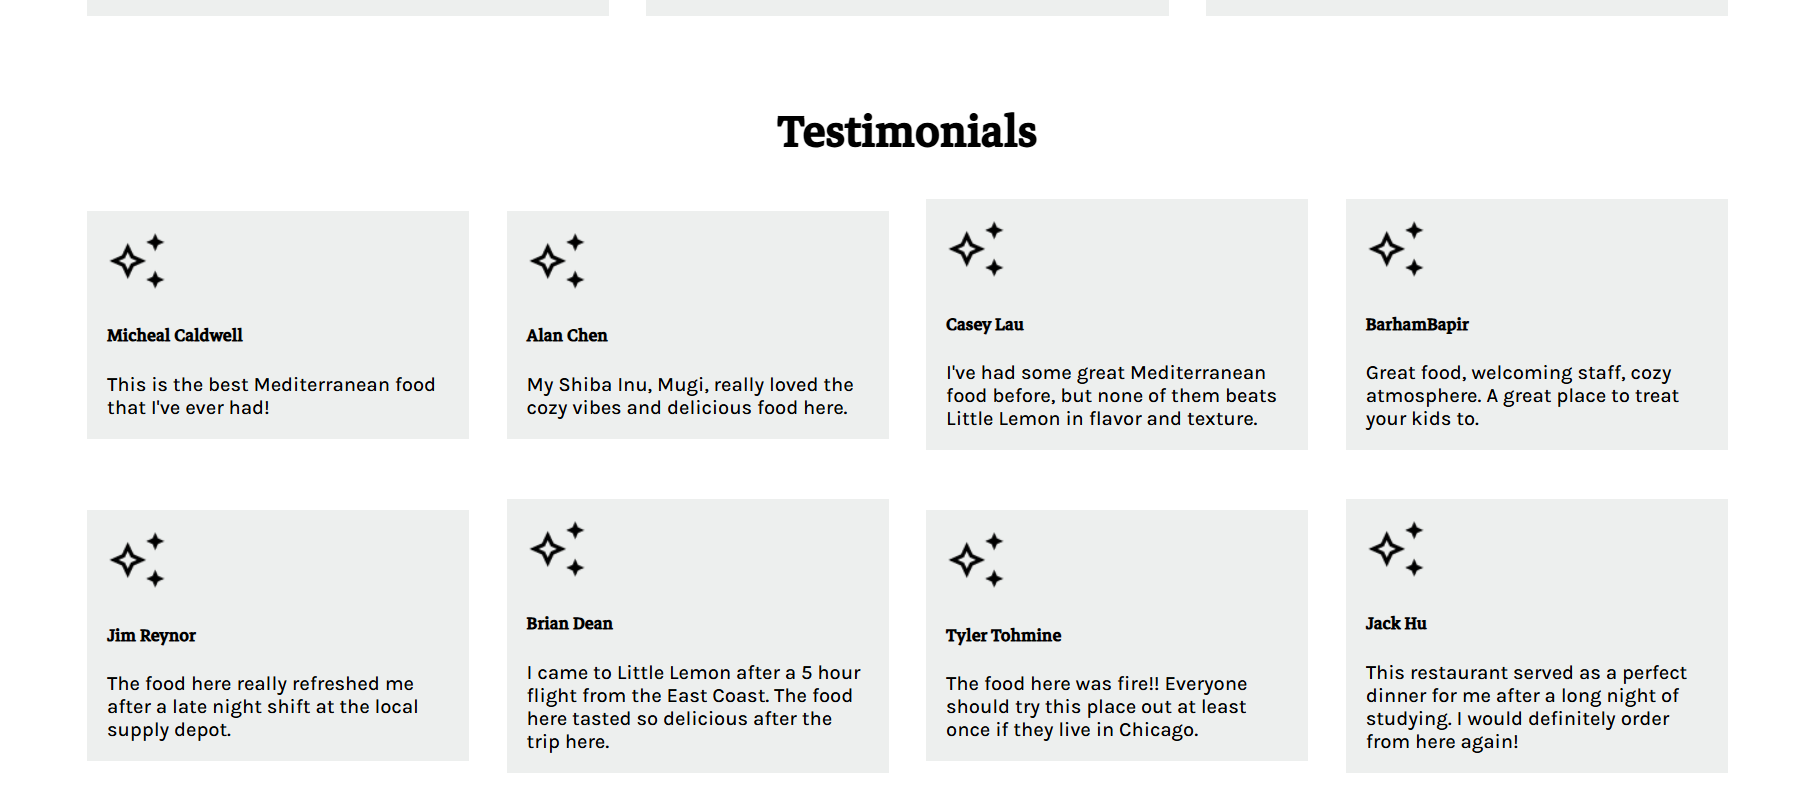 Testimonials
Micheal Caldwell
This is the best Mediterranean food
that I've ever had!
Alan Chen
My Shiba Inu, Mugi, really loved the
cozy vibes and delicious food here.
Casey Lau
I've had some great Mediterranean
food before, but none of them beats
Little Lemon in flavor and texture.
BarhamBapir
Great food, welcoming staff, cozy
atmosphere. A great place to treat
your kids to.
Jim Reynor
The food here really refreshed me
after a late night shift at the local
supply depot.
Brian Dean
I came to Little Lemon after a 5 hour
flight from the East Coast. The food
here tasted so delicious after the
trip here.
Tyler Tohmine
The food here was fire!! Everyone
should try this place out at least
once if they live in Chicago.
Jack Hu
This restaurant served as a perfect
dinner for me after a long night of
studying. I would definitely order
from here again!